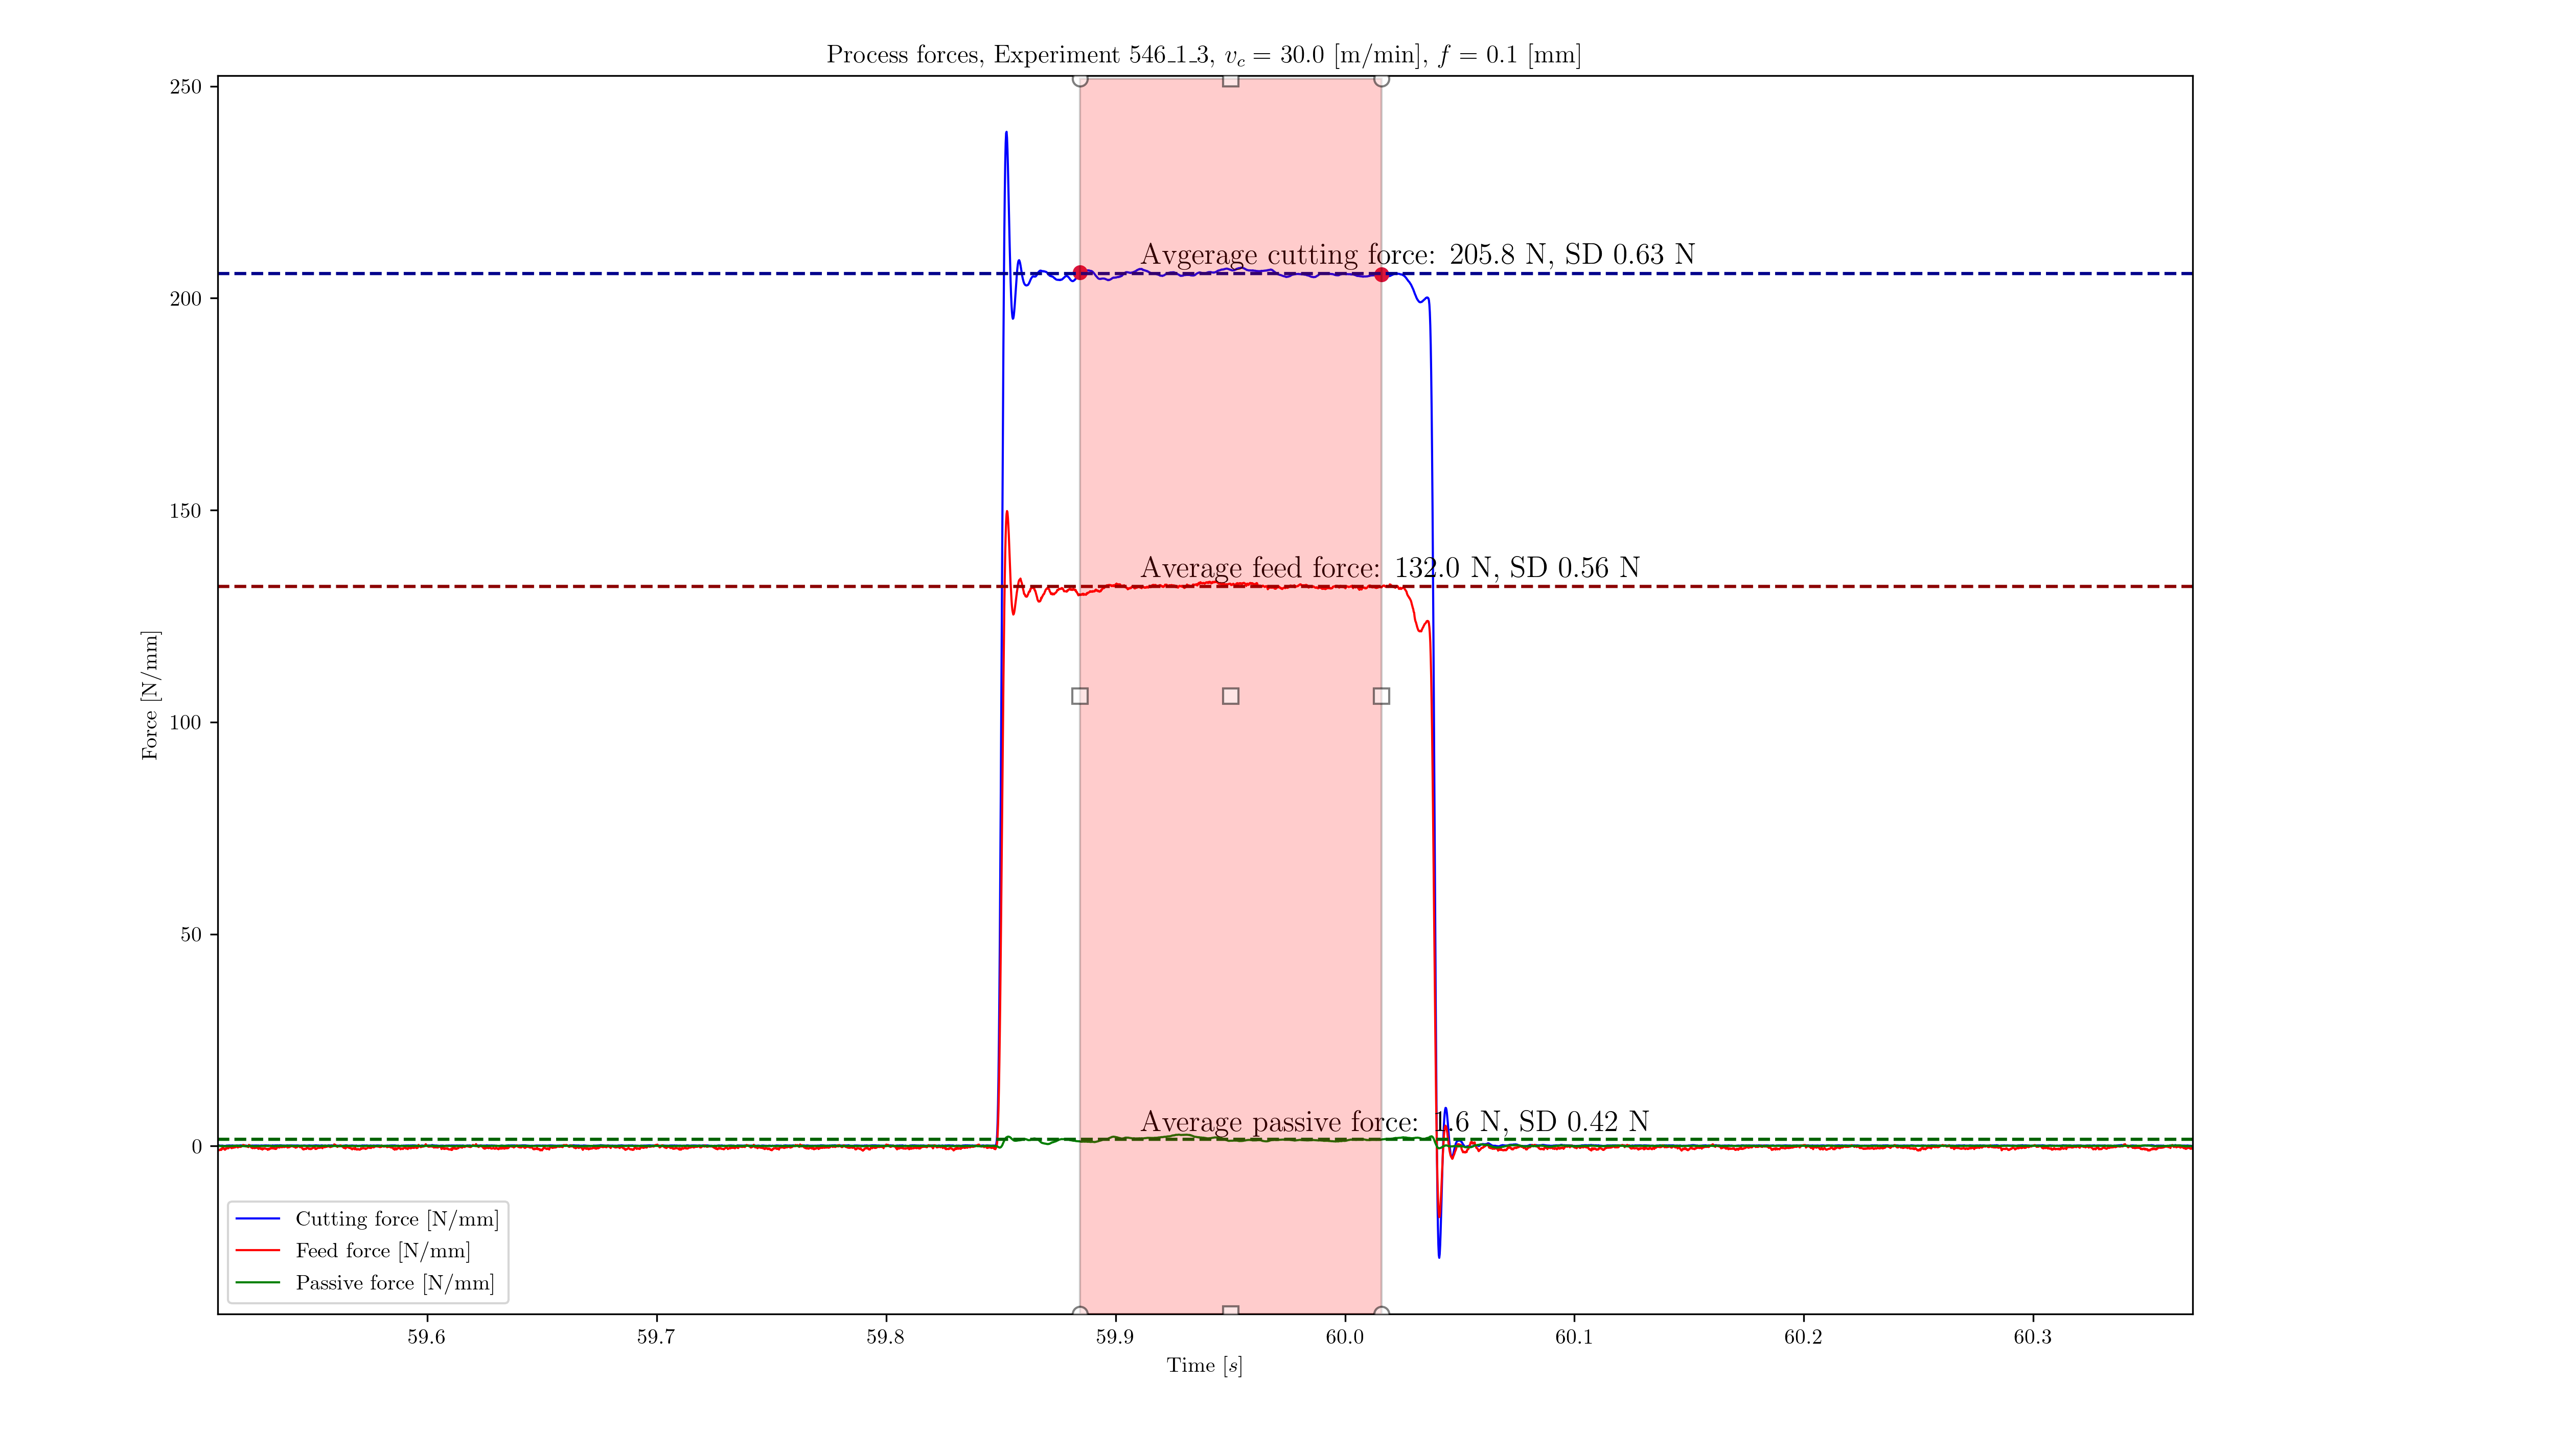 Process forces, Experiment 546_1_3, v_c = 30.0 [m/min], f = 0.1 [mm]
250
200
150
100
50
0
Force [N/mm]
Avgerage cutting force: 205.8 N, SD 0.63 N
Average feed force: 132.0 N, SD 0.56 N
Average passive force: 1.6 N, SD 0.42 N
Cutting force [N/mm]
Feed force [N/mm]
Passive force [N/mm]
59.6 59.7 59.8 59.9 60.0 60.1 60.2 60.3
Time [s]